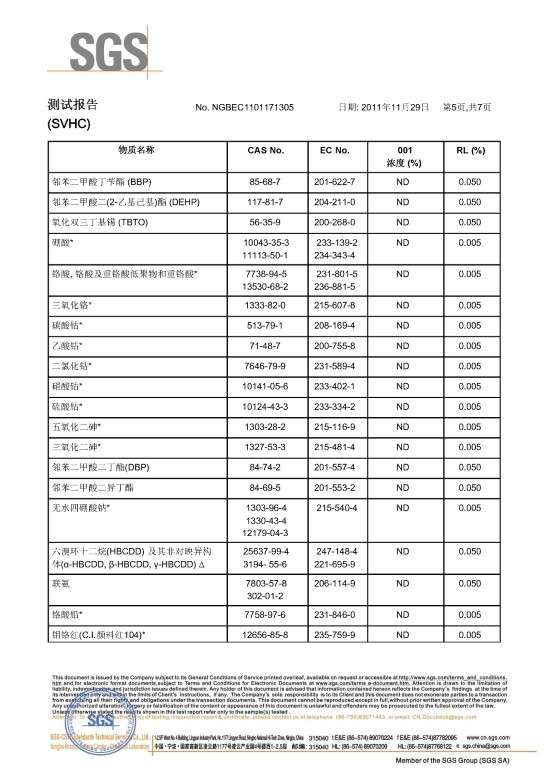 SGS
测试报告
(SVHC)
No. NGBEC1101171305 日期: 2011年11月29日 第5页,共7页
物质名称 CAS No. EC No. 001 RL (%)
浓度 (%)
邻苯二甲酸丁苄酯 (BBP) 85-68-7 201-622-7 ND 0.050
邻苯二甲酸二(2-乙基己基)酯 (DEHP) 117-81-7 204-211-0 ND 0.050
氧化双三丁基锡 (TBTO) 56-35-9 200-268-0 ND 0.050
硼酸* 10043-35-3 233-139-2 ND 0.005
11113-50-1 234-343-4
铬酸, 铬酸及重铬酸低聚物和重铬酸* 7738-94-5 231-801-5 ND 0.005
13530-68-2 236-881-5
三氧化铬* 1333-82-0 215-607-8 ND 0.005
碳酸钴* 513-79-1 208-169-4 ND 0.005
乙酸钴* 71-48-7 200-755-8 ND 0.005
二氯化钴* 7646-79-9 231-589-4 ND 0.005
硝酸钴* 10141-05-6 233-402-1 ND 0.005
硫酸钴* 10124-43-3 233-334-2 ND 0.005
五氧化二砷* 1303-28-2 215-116-9 ND 0.005
三氧化二砷* 1327-53-3 215-481-4 ND 0.005
邻苯二甲酸二丁酯(DBP) 84-74-2 201-557-4 ND 0.050
邻苯二甲酸二异丁酯 84-69-5 201-553-2 ND 0.050
无水四硼酸钠* 1303-96-4 215-540-4 ND 0.005
1330-43-4
12179-04-3
六溴环十二烷(HBCDD) 及其非对映异构 25637-99-4 247-148-4 ND 0.050
体(α-HBCDD, β-HBCDD, γ-HBCDD) Δ 3194- 55-6 221-695-9
联氨 7803-57-8 206-114-9 ND 0.050
302-01-2
铬酸铅* 7758-97-6 231-846-0 ND 0.005
钼铬红(C.I.颜料红104)* 12656-85-8 235-759-9 ND 0.005
This document is issued by the Company subject to its General Conditions of Service printed overleaf, available on request or accessible at http://www.sgs.com/terms_and_conditions.
htm and,for electronic format documents,subject to Terms and Conditions for Electronic Documents at www.sgs.com/terms_e-document.htm. Attention is drawn to the limitation of
liability, indemnification and jurisdiction issues defined therein. Any holder of this document is advised that information contained hereon reflects the Company's findings at the time of
its intervention only and within the limits of Client's instructions, if any. The Company's sole responsibility is to its Client and this document does not exonerate parties to a transaction
from exercising all their rights and obligations under the transaction documents. This document cannot be reproduced except in full,without prior written approval of the Company.
Any unauthorized alteration, forgery or falsification of the content or appearance of this document is unlawful and offenders may be prosecuted to the fullest extent of the law.
Unless otherwise stated the results shown in this test report refer only to the sample(s) tested.
SGS
315040 t E&E (86–574)89070224 f E&E (86–574)87782095 www.cn.sgs.com
315040 HL: (86–574)89070209 HL: (86–574)87768122 e sgs.china@sgs.com
Member of the SGS Group (SGS SA)